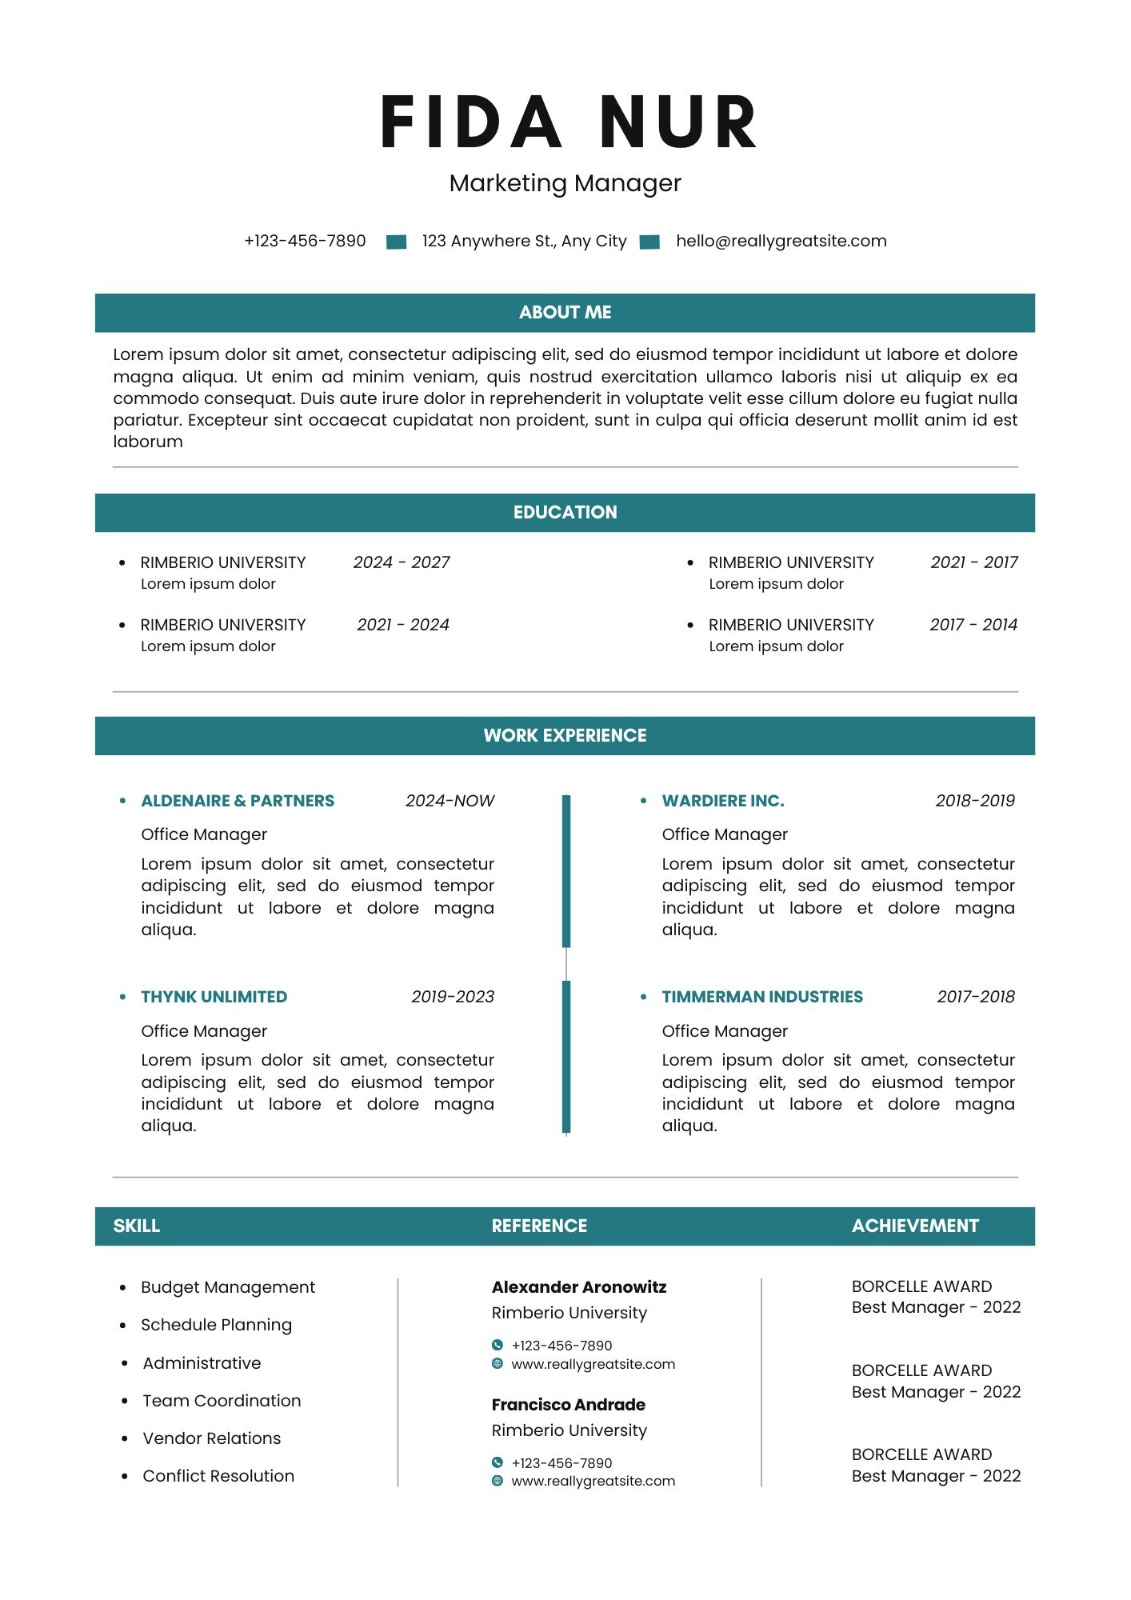 FIDA NUR
Marketing Manager
+123-456-7890 123 Anywhere St., Any City hello@reallygreatsite.com
ABOUT ME
Lorem ipsum dolor sit amet, consectetur adipiscing elit, sed do eiusmod tempor incididunt ut labore et dolore
magna aliqua. Ut enim ad minim veniam, quis nostrud exercitation ullamco laboris nisi ut aliquip ex ea
commodo consequat. Duis aute irure dolor in reprehenderit in voluptate velit esse cillum dolore eu fugiat nulla
pariatur. Excepteur sint occaecat cupidatat non proident, sunt in culpa qui officia deserunt mollit anim id est
laborum
EDUCATION
• RIMBERIO UNIVERSITY 2024 - 2027
Lorem ipsum dolor
• RIMBERIO UNIVERSITY 2021 - 2024
Lorem ipsum dolor
• RIMBERIO UNIVERSITY 2021 - 2017
Lorem ipsum dolor
• RIMBERIO UNIVERSITY 2017 - 2014
Lorem ipsum dolor
WORK EXPERIENCE
• ALDENAIRE & PARTNERS 2024-NOW
Office Manager
Lorem ipsum dolor sit amet, consectetur
adipiscing elit, sed do eiusmod tempor
incididunt ut labore et dolore magna
aliqua.
• THYNK UNLIMITED 2019-2023
Office Manager
Lorem ipsum dolor sit amet, consectetur
adipiscing elit, sed do eiusmod tempor
incididunt ut labore et dolore magna
aliqua.
• WARDIERE INC. 2018-2019
Office Manager
Lorem ipsum dolor sit amet, consectetur
adipiscing elit, sed do eiusmod tempor
incididunt ut labore et dolore magna
aliqua.
• TIMMERMAN INDUSTRIES 2017-2018
Office Manager
Lorem ipsum dolor sit amet, consectetur
adipiscing elit, sed do eiusmod tempor
incididunt ut labore et dolore magna
aliqua.
SKILL
• Budget Management
• Schedule Planning
• Administrative
• Team Coordination
• Vendor Relations
• Conflict Resolution
REFERENCE
Alexander Aronowitz
Rimberio University
+123-456-7890
www.reallygreatsite.com
Francisco Andrade
Rimberio University
+123-456-7890
www.reallygreatsite.com
ACHIEVEMENT
BORCELLE AWARD
Best Manager - 2022
BORCELLE AWARD
Best Manager - 2022
BORCELLE AWARD
Best Manager - 2022